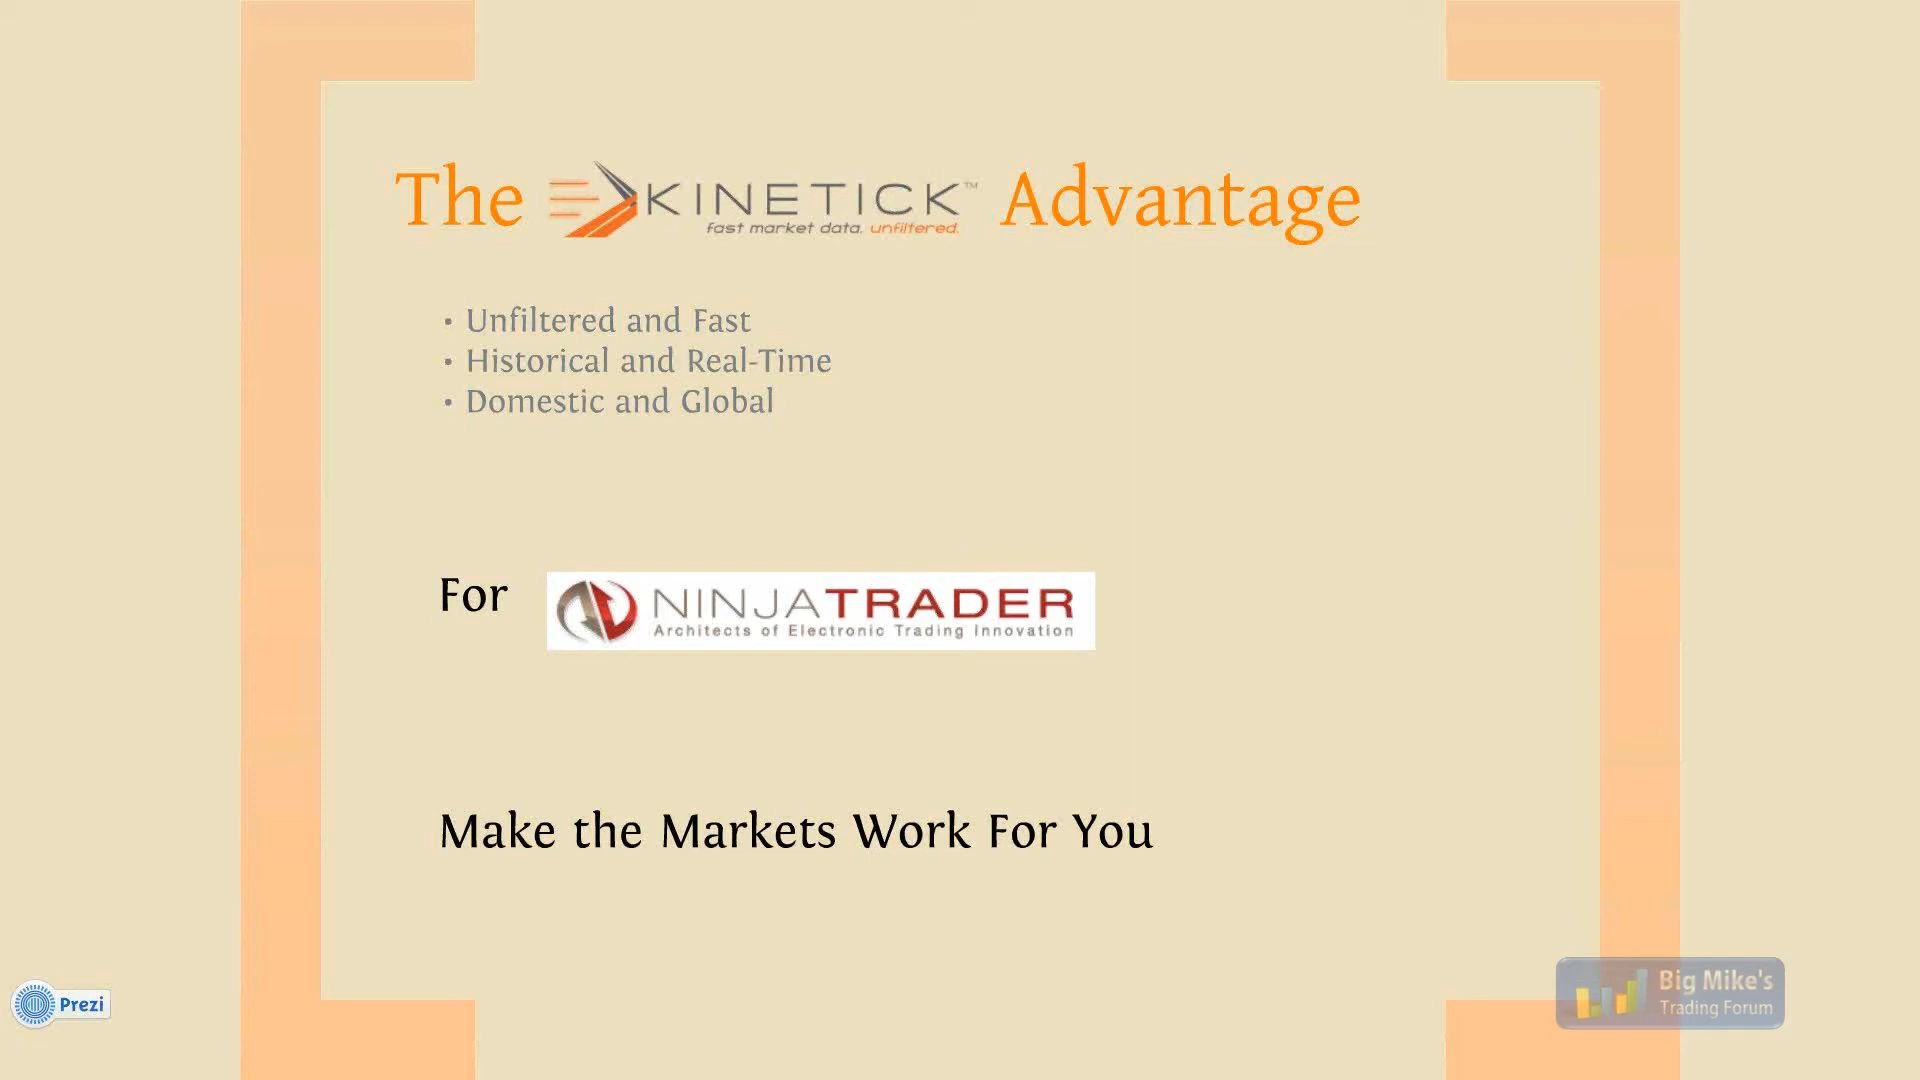 The KINETICK™ Advantage
fast market data. unfiltered.
• Unfiltered and Fast
• Historical and Real-Time
• Domestic and Global
For NINJATRADER
Architects of Electronic Trading Innovation
Make the Markets Work For You
Prezi
Big Mike's
Trading Forum